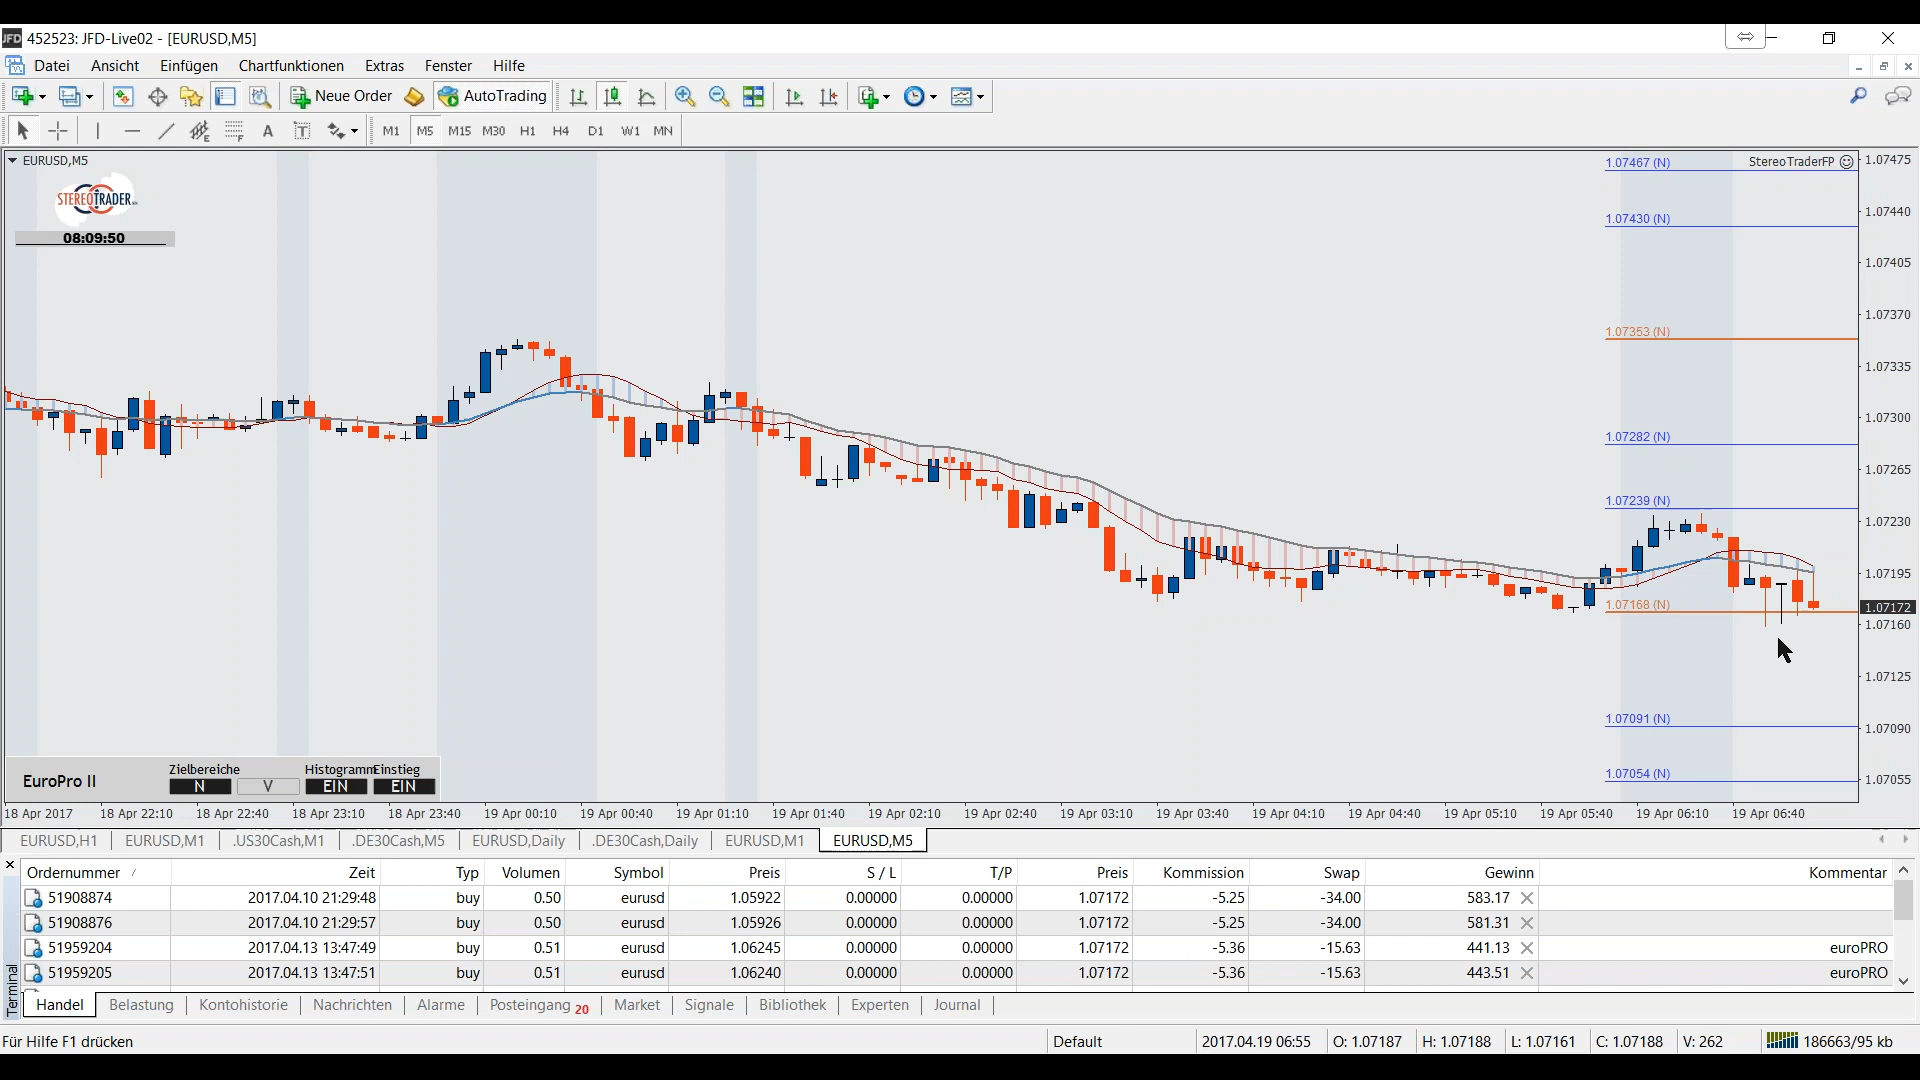 JFD 452523: JFD-Live02 - [EURUSD,M5]
Datei Ansicht Einfügen Chartfunktionen Extras Fenster Hilfe
Neue Order AutoTrading
A T M1 M5 M15 M30 H1 H4 D1 W1 MN
EURUSD,M5
StereoTraderFP
STEREOTRADER
08:09:50
1.07467 (N)
1.07430 (N)
1.07353 (N)
1.07282 (N)
1.07239 (N)
1.07168 (N)
1.07091 (N)
1.07054 (N)
1.07475
1.07440
1.07405
1.07370
1.07335
1.07300
1.07265
1.07230
1.07195
1.07172
1.07160
1.07125
1.07090
1.07055
EuroPro II
Zielbereiche Histogramm Einstieg
N V EIN EIN
18 Apr 2017 18 Apr 22:10 18 Apr 22:40 18 Apr 23:10 18 Apr 23:40 19 Apr 00:10 19 Apr 00:40 19 Apr 01:10 19 Apr 01:40 19 Apr 02:10 19 Apr 02:40 19 Apr 03:10 19 Apr 03:40 19 Apr 04:10 19 Apr 04:40 19 Apr 05:10 19 Apr 05:40 19 Apr 06:10 19 Apr 06:40
EURUSD,H1 EURUSD,M1 .US30Cash,M1 .DE30Cash,M5 EURUSD,Daily .DE30Cash,Daily EURUSD,M1 EURUSD,M5
Ordernummer / Zeit Typ Volumen Symbol Preis S / L T/P Preis Kommission Swap Gewinn Kommentar
51908874 2017.04.10 21:29:48 buy 0.50 eurusd 1.05922 0.00000 0.00000 1.07172 -5.25 -34.00 583.17
51908876 2017.04.10 21:29:57 buy 0.50 eurusd 1.05926 0.00000 0.00000 1.07172 -5.25 -34.00 581.31
51959204 2017.04.13 13:47:49 buy 0.51 eurusd 1.06245 0.00000 0.00000 1.07172 -5.36 -15.63 441.13 euroPRO
51959205 2017.04.13 13:47:51 buy 0.51 eurusd 1.06240 0.00000 0.00000 1.07172 -5.36 -15.63 443.51 euroPRO
Terminal
Handel Belastung Kontohistorie Nachrichten Alarme Posteingang 20 Market Signale Bibliothek Experten Journal
Für Hilfe F1 drücken Default 2017.04.19 06:55 O: 1.07187 H: 1.07188 L: 1.07161 C: 1.07188 V: 262 186663/95 kb